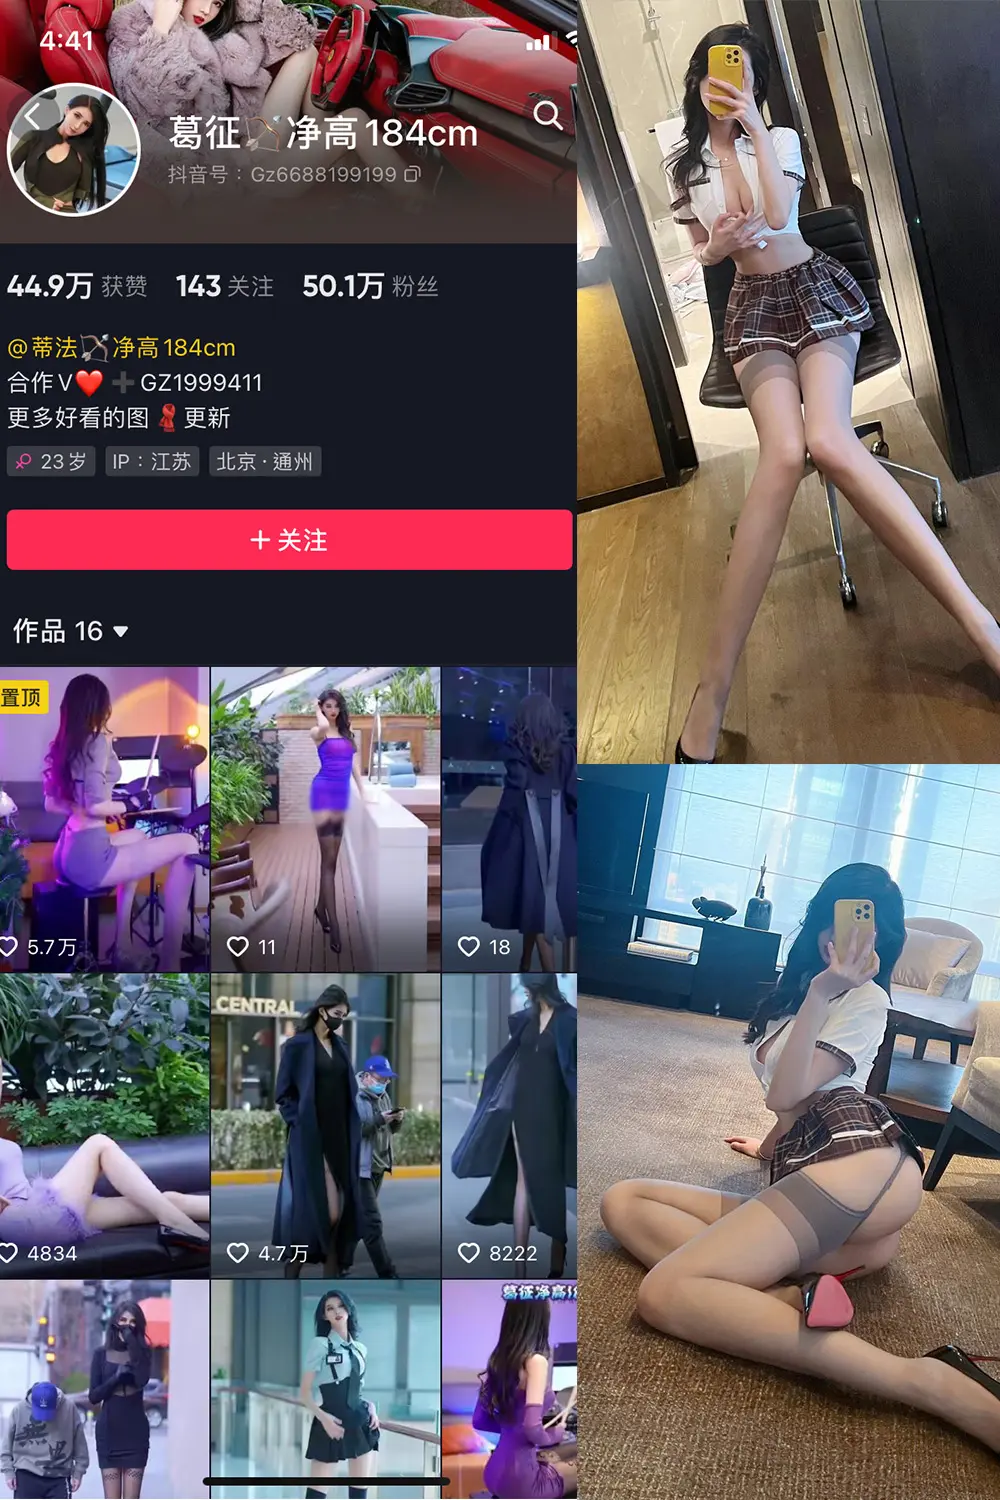 4:41
葛征🏹净高184cm
抖音号：Gz6688199199
44.9万 获赞 143 关注 50.1万 粉丝
@蒂法🏹净高184cm
合作V❤️➕GZ1999411
更多好看的图🧣更新
♀ 23岁 IP：江苏 北京·通州
＋关注
作品 16
置顶
5.7万
11
18
CENTRAL
4834
4.7万
8222
葛征净高